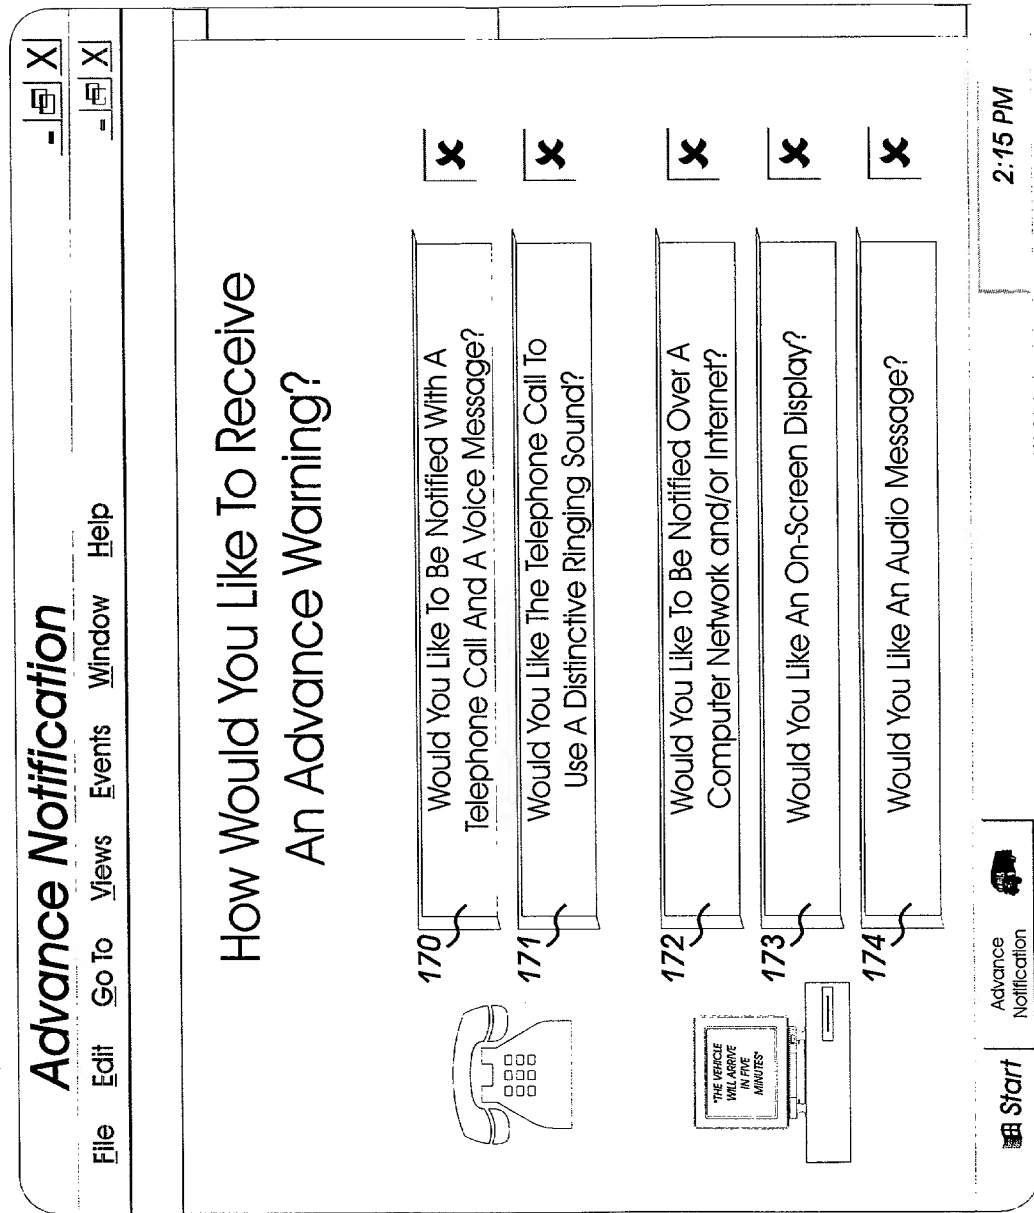 Advance Notification
File Edit Go To Views Events Window Help
How Would You Like To Receive
An Advance Warning?
170
Would You Like To Be Notified With A
Telephone Call And A Voice Message?
171
Would You Like The Telephone Call To
Use A Distinctive Ringing Sound?
"THE VEHICLE
WILL ARRIVE
IN FIVE
MINUTES"
172
Would You Like To Be Notified Over A
Computer Network and/or Internet?
173
Would You Like An On-Screen Display?
174
Would You Like An Audio Message?
Start
Advance
Notification
2:15 PM